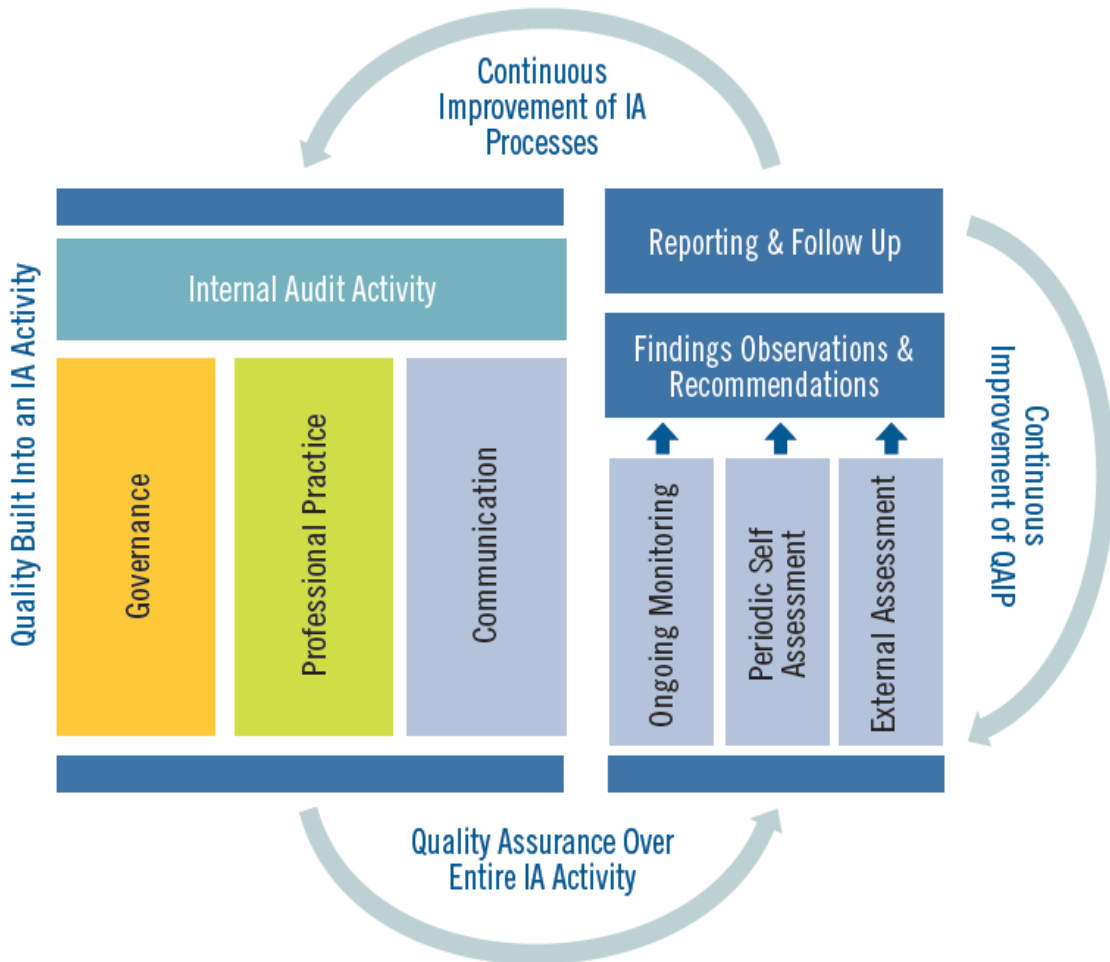 Continuous
Improvement of IA
Processes
Quality Built Into an IA Activity
Internal Audit Activity
Governance
Professional Practice
Communication
Reporting & Follow Up
Findings Observations &
Recommendations
Ongoing Monitoring
Periodic Self
Assessment
External Assessment
Continuous
Improvement of QAIP
Quality Assurance Over
Entire IA Activity